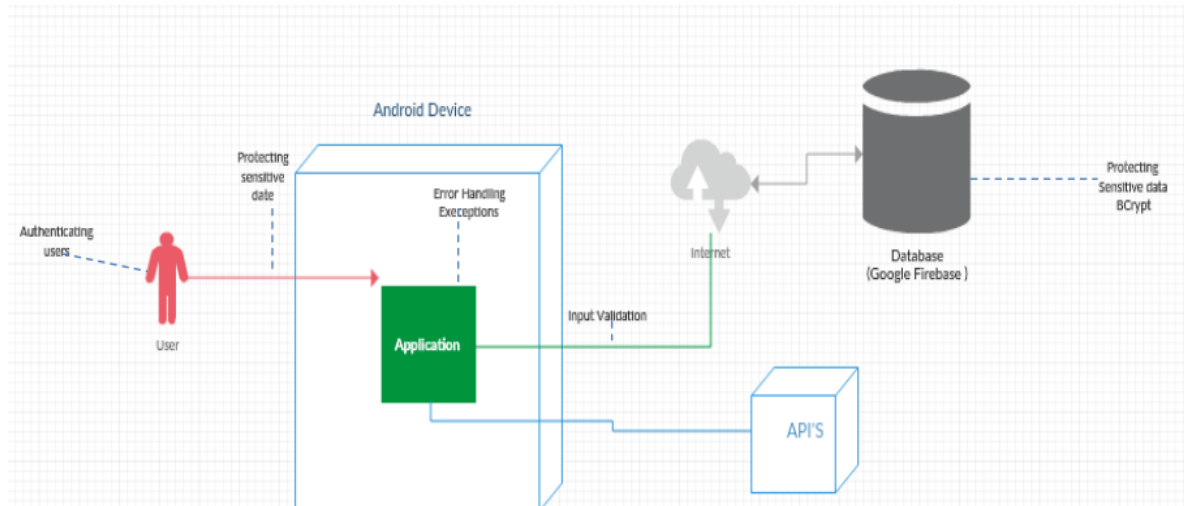 Android Device
Protecting
sensitive
date
Error Handling
Execeptions
Authenticating
users
User
Application
Input Validation
Internet
Database
(Google Firebase )
Protecting
Sensitive data
BCrypt
API'S